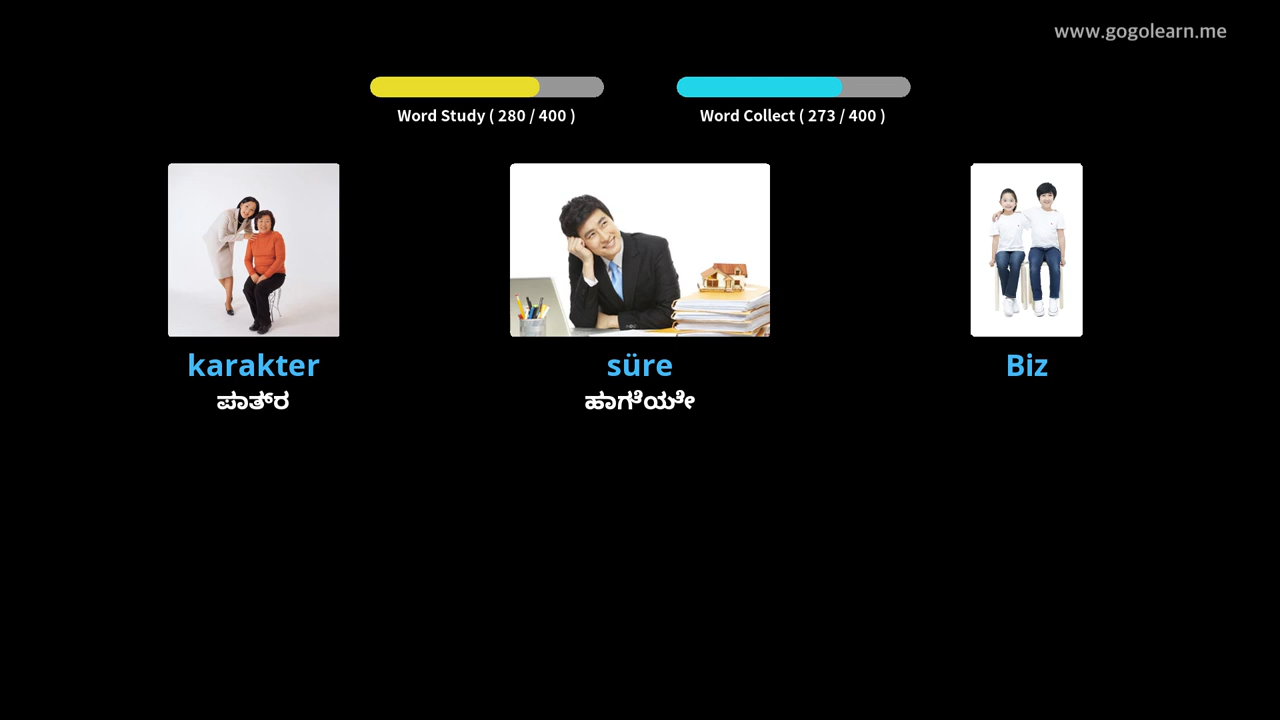 www.gogolearn.me
Word Study ( 280 / 400 )
Word Collect ( 273 / 400 )
karakter
süre
Biz
ಪಾತ್ರ
ಹಾಗೆಯೇ